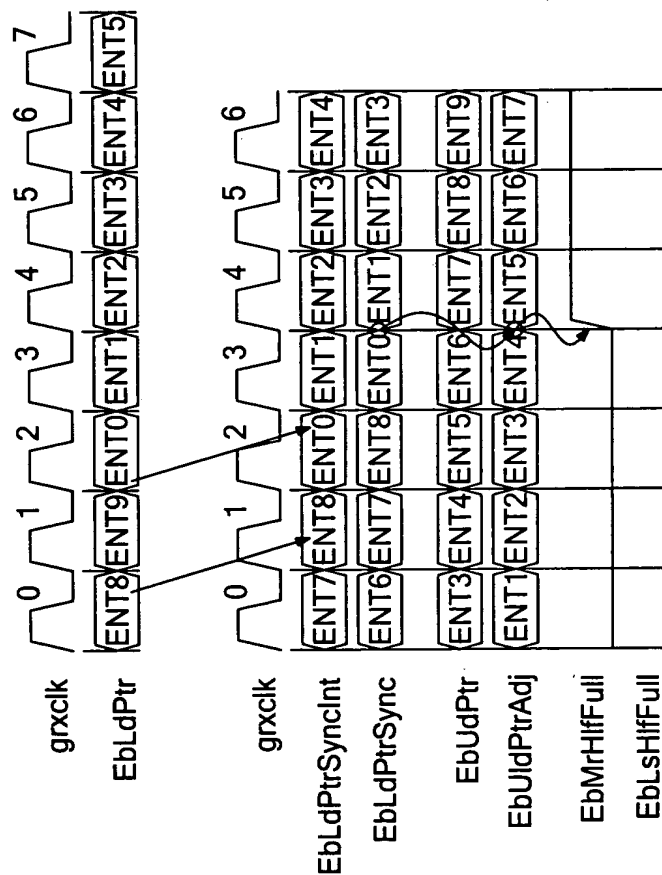 grxclk 0 1 2 3 4 5 6 7
EbLdPtr ENT8 ENT9 ENT0 ENT1 ENT2 ENT3 ENT4 ENT5
grxclk 0 1 2 3 4 5 6
EbLdPtrSyncInt ENT7 ENT8 ENT0 ENT1 ENT2 ENT3 ENT4
EbLdPtrSync ENT6 ENT7 ENT8 ENT0 ENT1 ENT2 ENT3
EbUdPtr ENT3 ENT4 ENT5 ENT6 ENT7 ENT8 ENT9
EbUldPtrAdj ENT1 ENT2 ENT3 ENT4 ENT5 ENT6 ENT7
EbMrHlfFull
EbLsHlfFull